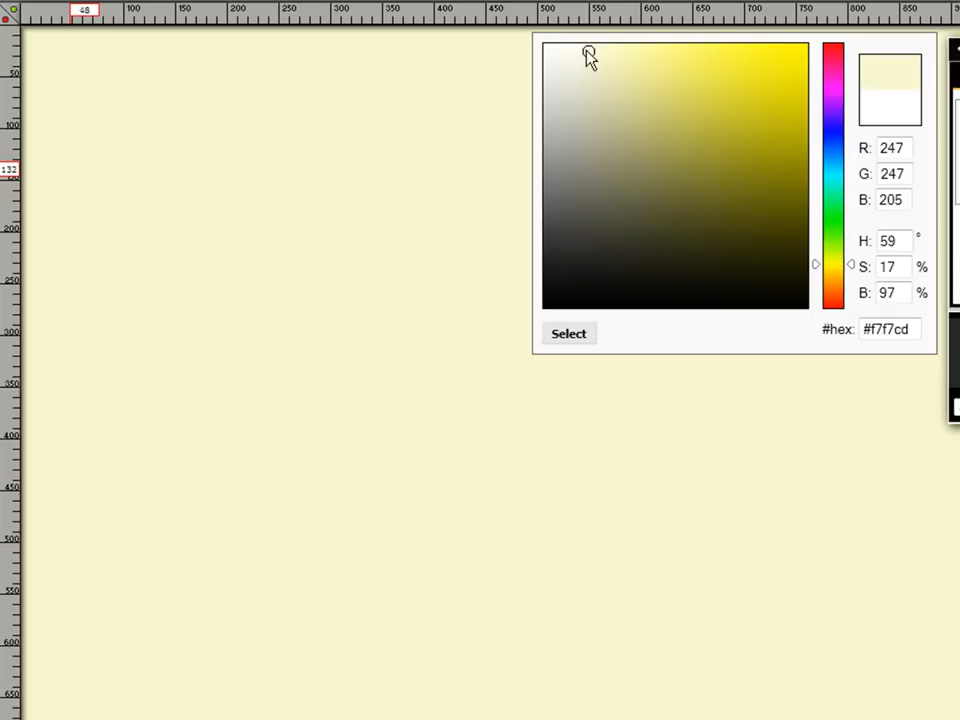 48 100 150 200 250 300 350 400 450 500 550 600 650 700 750 800 850
50
100
132
200
250
300
350
400
450
500
550
600
650
R: 247
G: 247
B: 205
H: 59 °
S: 17 %
B: 97 %
Select
#hex: #f7f7cd